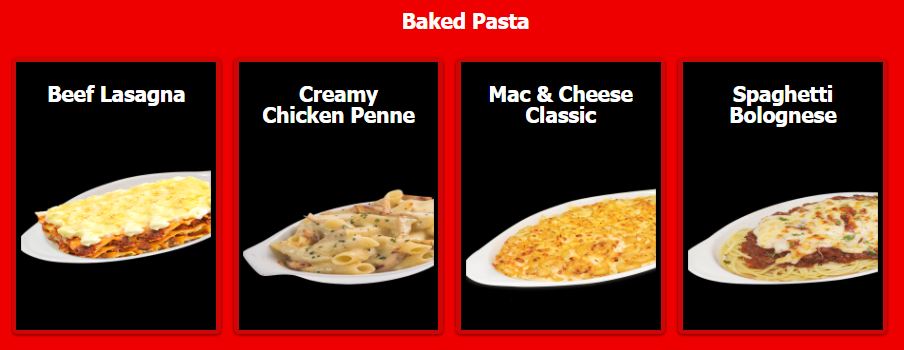 Baked Pasta
Beef Lasagna
Creamy
Chicken Penne
Mac & Cheese
Classic
Spaghetti
Bolognese